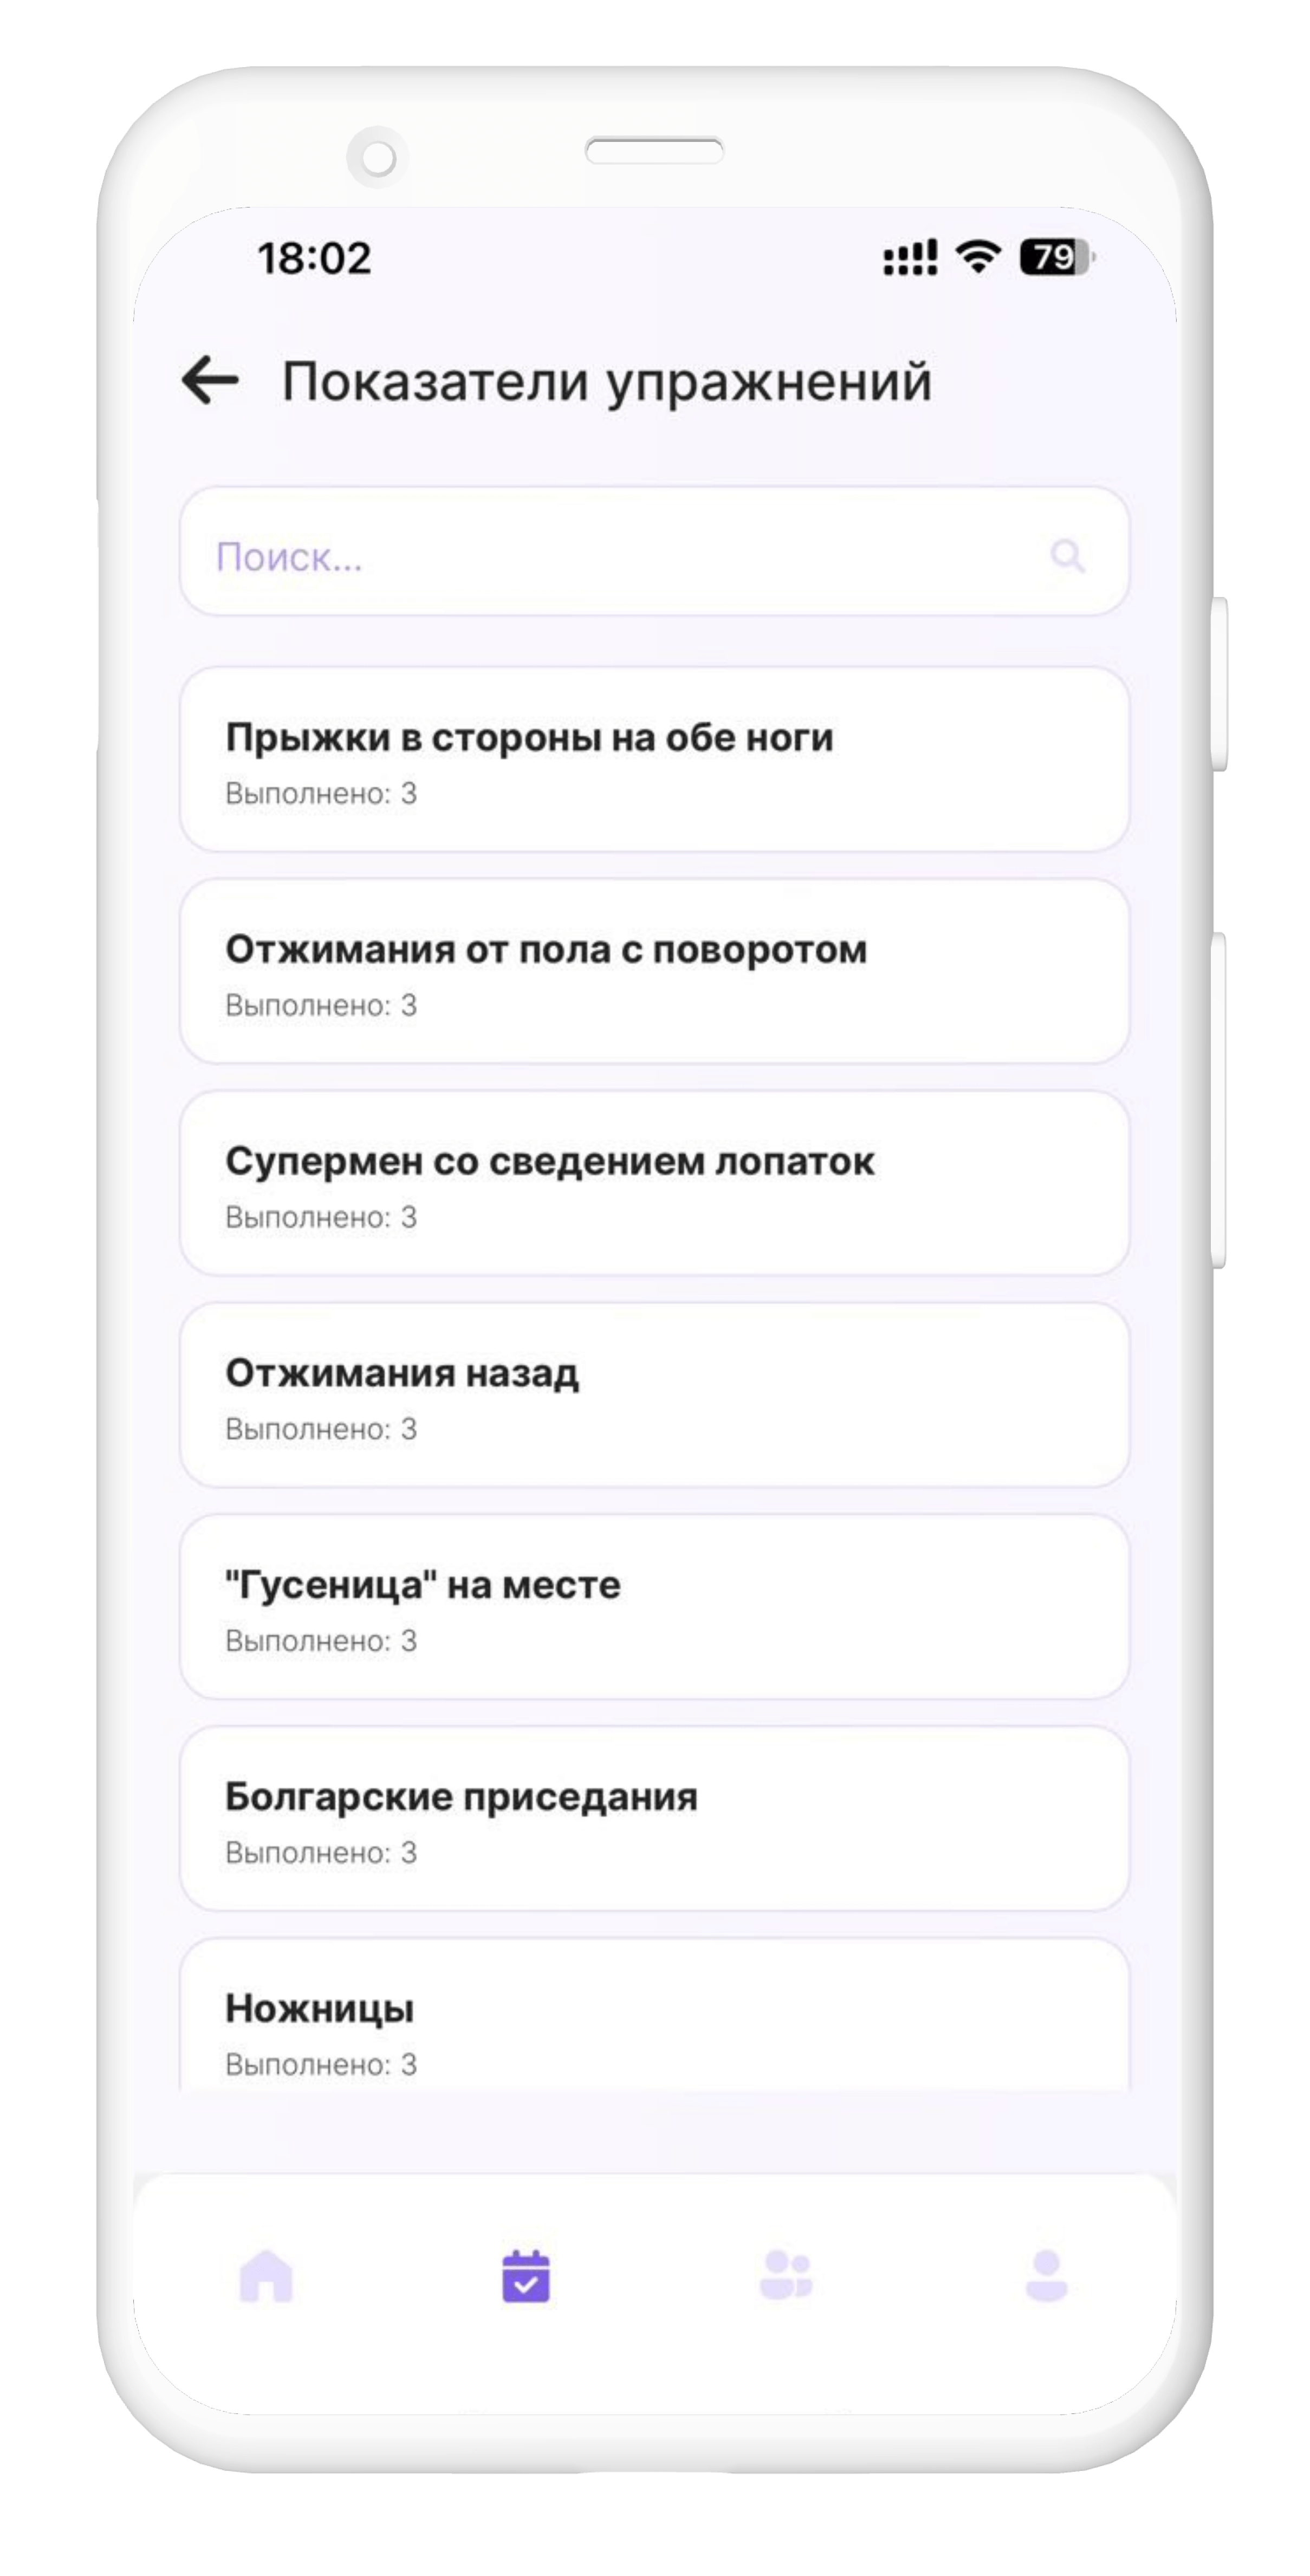 18:02
79
Показатели упражнений
Поиск...
Прыжки в стороны на обе ноги
Выполнено: 3
Отжимания от пола с поворотом
Выполнено: 3
Супермен со сведением лопаток
Выполнено: 3
Отжимания назад
Выполнено: 3
"Гусеница" на месте
Выполнено: 3
Болгарские приседания
Выполнено: 3
Ножницы
Выполнено: 3